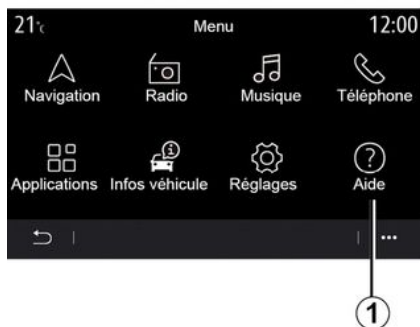 21°c Menu 12:00
Navigation Radio Musique Téléphone
Applications Infos véhicule Réglages Aide
1